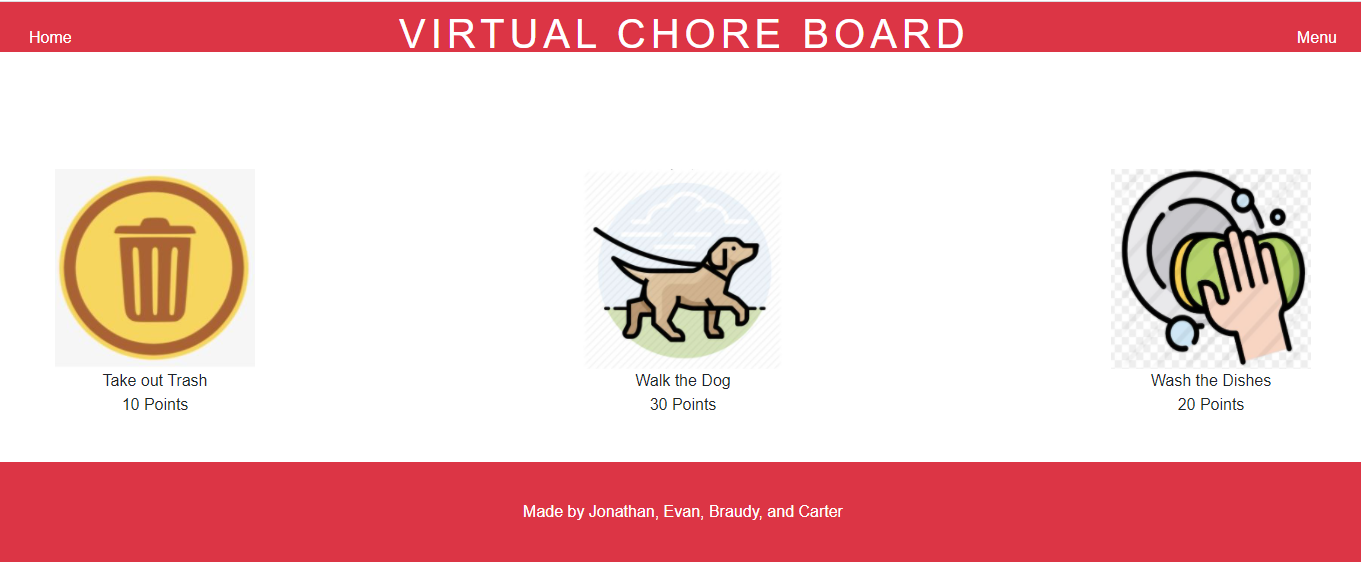 Home
VIRTUAL CHORE BOARD
Menu
Take out Trash
10 Points
Walk the Dog
30 Points
Wash the Dishes
20 Points
Made by Jonathan, Evan, Braudy, and Carter